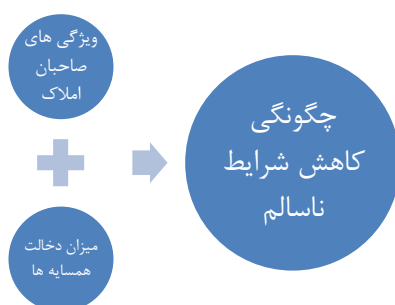 ویژگی های
صاحبان
املاک
میزان دخالت
همسایه ها
چگونگی
کاهش شرایط
ناسالم